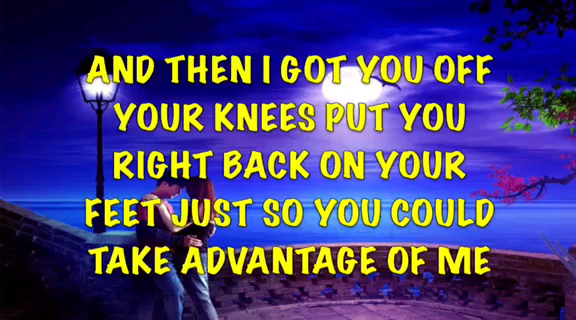 AND THEN I GOT YOU OFF
YOUR KNEES PUT YOU
RIGHT BACK ON YOUR
FEET JUST SO YOU COULD
TAKE ADVANTAGE OF ME